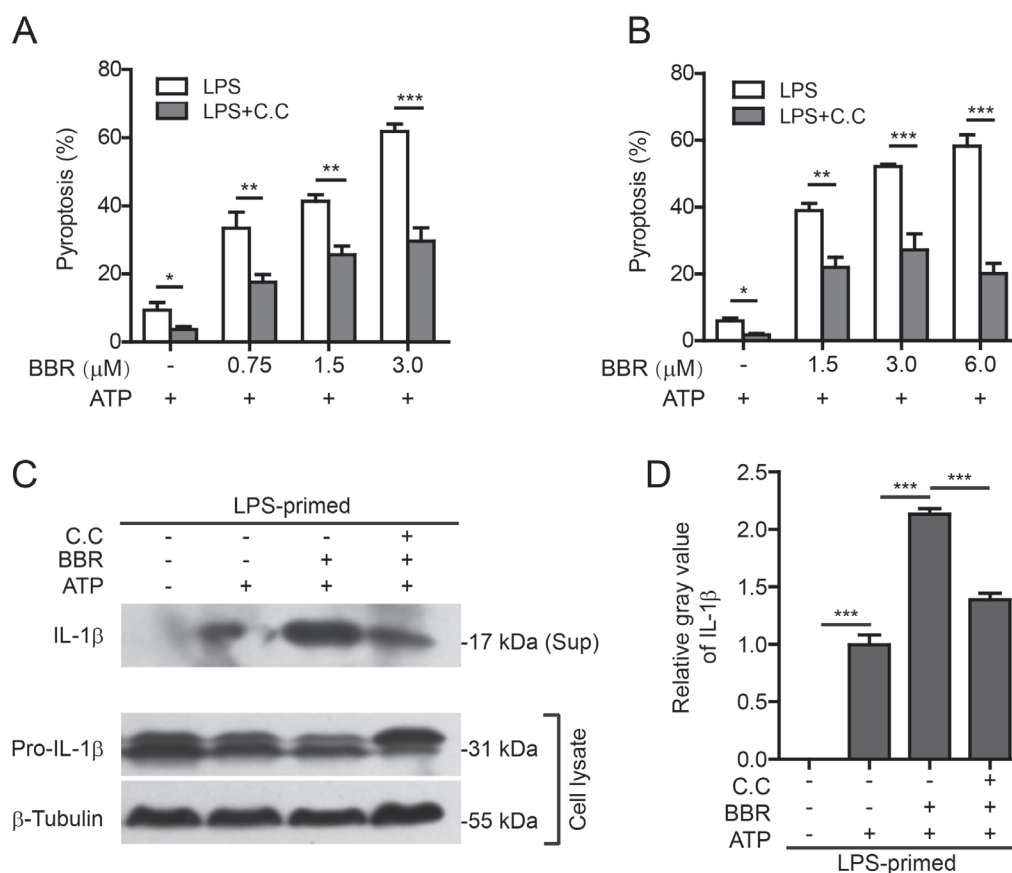 A
80
60
40
20
0
Pyroptosis (%)
LPS
LPS+C.C
* ** ** ***
BBR (μM) - 0.75 1.5 3.0
ATP + + + +
B
80
60
40
20
0
Pyroptosis (%)
LPS
LPS+C.C
* ** *** ***
BBR (μM) - 1.5 3.0 6.0
ATP + + + +
C
LPS-primed
C.C - - - +
BBR - - + +
ATP - + + +
IL-1β -17 kDa (Sup)
Pro-IL-1β -31 kDa
β-Tubulin -55 kDa
Cell lysate
D
2.5
2.0
1.5
1.0
0.5
0.0
Relative gray value
of IL-1β
*** *** ***
C.C - - - +
BBR - - + +
ATP - + + +
LPS-primed